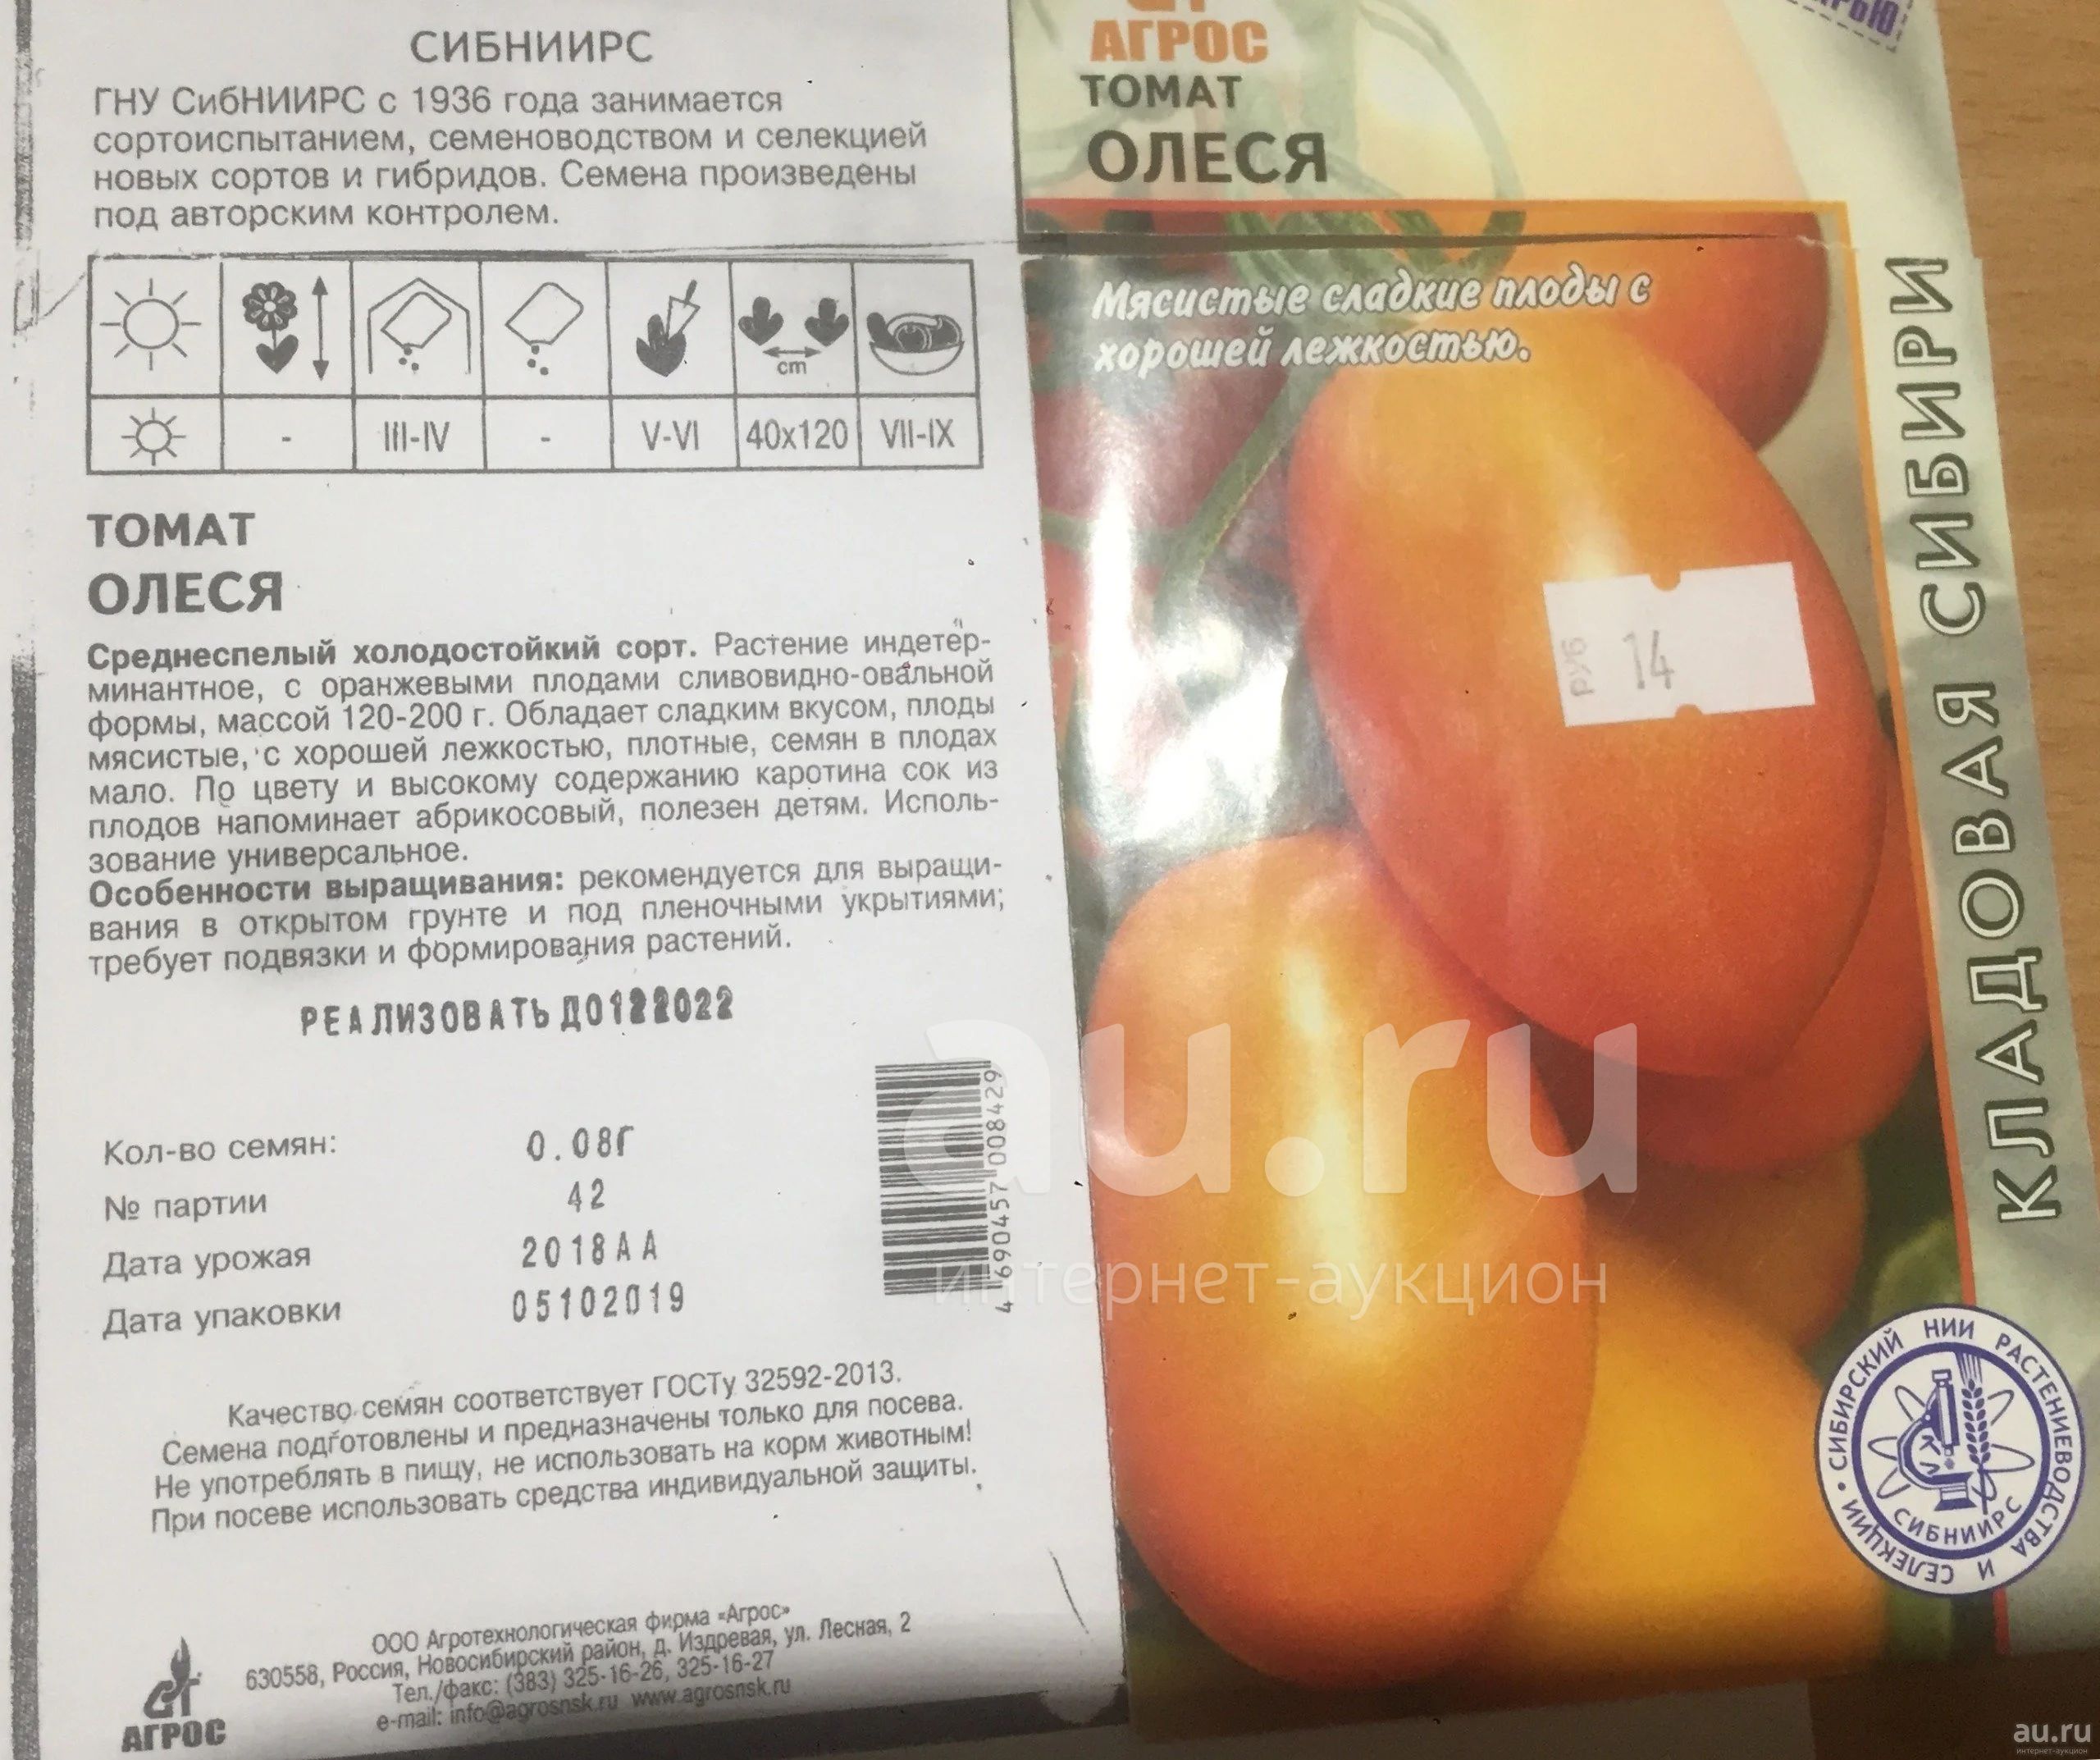 СИБНИИРС
ГНУ СибНИИРС с 1936 года занимается
сортоиспытанием, семеноводством и селекцией
новых сортов и гибридов. Семена произведены
под авторским контролем.
cm
- III-IV - V-VI 40x120 VII-IX
ТОМАТ
ОЛЕСЯ
Среднеспелый холодостойкий сорт. Растение индетер-
минантное, с оранжевыми плодами сливовидно-овальной
формы, массой 120-200 г. Обладает сладким вкусом, плоды
мясистые, с хорошей лежкостью, плотные, семян в плодах
мало. По цвету и высокому содержанию каротина сок из
плодов напоминает абрикосовый, полезен детям. Исполь-
зование универсальное.
Особенности выращивания: рекомендуется для выращи-
вания в открытом грунте и под пленочными укрытиями;
требует подвязки и формирования растений.
РЕАЛИЗОВАТЬ ДО 122022
Кол-во семян: 0.08Г
№ партии 42
Дата урожая 2018АА
Дата упаковки 05102019
4 690457 008429
Качество семян соответствует ГОСТу 32592-2013.
Семена подготовлены и предназначены только для посева.
Не употреблять в пищу, не использовать на корм животным!
При посеве использовать средства индивидуальной защиты.
ООО Агротехнологическая фирма «Агрос»
630558, Россия, Новосибирский район, д. Издревая, ул. Лесная, 2
Тел./факс: (383) 325-16-26, 325-16-27
e-mail: info@agrosnsk.ru www.agrosnsk.ru
АГРОС
АГРОС
ТОМАТ
ОЛЕСЯ
Мясистые сладкие плоды с
хорошей лежкостью.
руб 14
КЛАДОВАЯ СИБИРИ
СИБИРСКИЙ НИИ РАСТЕНИЕВОДСТВА И СЕЛЕКЦИИ •
СИБНИИРС
au.ru
интернет-аукцион
au.ru
интернет-аукцион